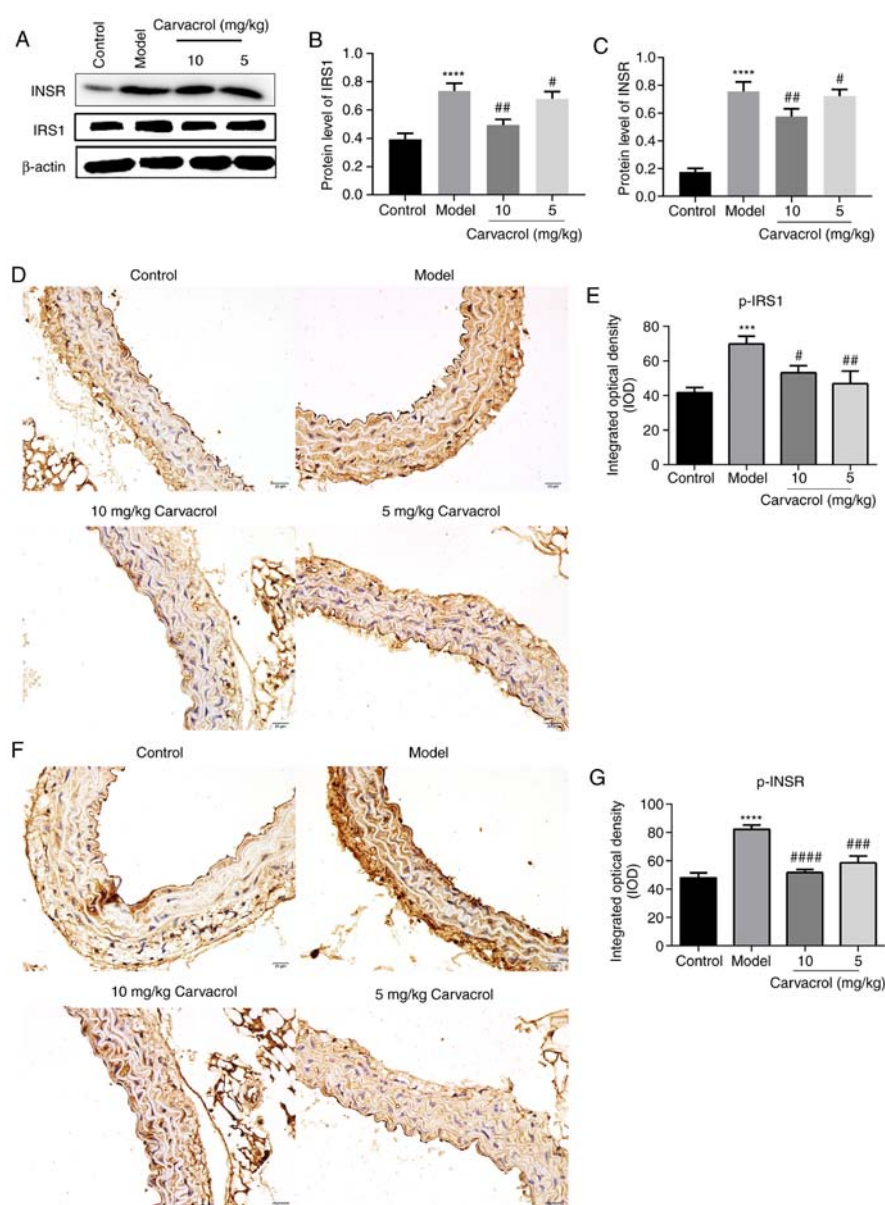 A
Control
Model
Carvacrol (mg/kg)
10
5
INSR
IRS1
β-actin
B
Protein level of IRS1
1.0
0.8
0.6
0.4
0.2
0.0
****
##
#
Control
Model
10
5
Carvacrol (mg/kg)
C
Protein level of INSR
1.0
0.8
0.6
0.4
0.2
0.0
****
##
#
Control
Model
10
5
Carvacrol (mg/kg)
D
Control
Model
10 mg/kg Carvacrol
5 mg/kg Carvacrol
E
p-IRS1
Integrated optical density
(IOD)
80
60
40
20
0
***
#
##
Control
Model
10
5
Carvacrol (mg/kg)
F
Control
Model
10 mg/kg Carvacrol
5 mg/kg Carvacrol
G
p-INSR
Integrated optical density
(IOD)
100
80
60
40
20
0
****
####
###
Control
Model
10
5
Carvacrol (mg/kg)